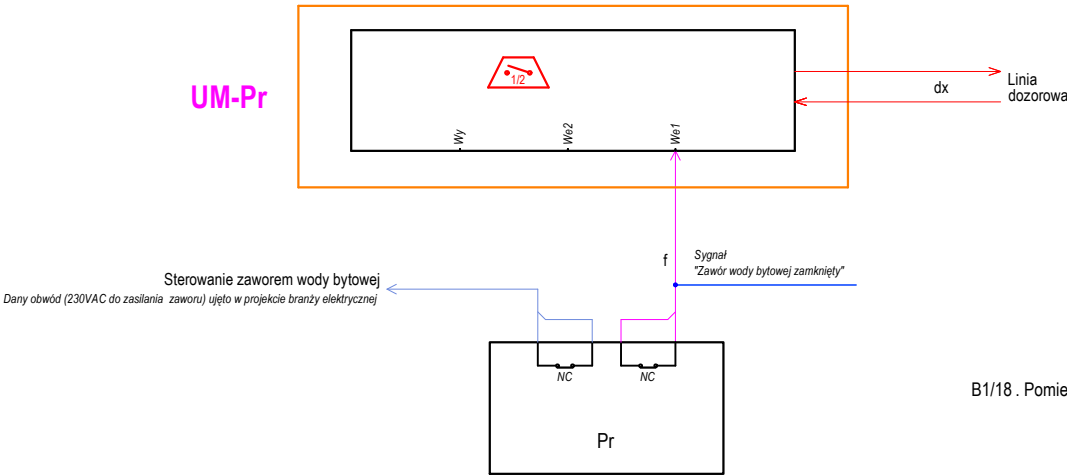 UM-Pr
1/2
dx
Linia
dozorowa
Wy
We2
We1
f
Sygnał
"Zawór wody bytowej zamknięty"
Sterowanie zaworem wody bytowej
Dany obwód (230VAC do zasilania zaworu) ujęto w projekcie branży elektrycznej
NC
NC
B1/18 . Pomie
Pr